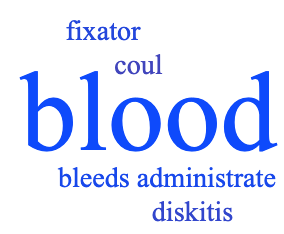 fixator
coul
blood
bleeds administrate
diskitis